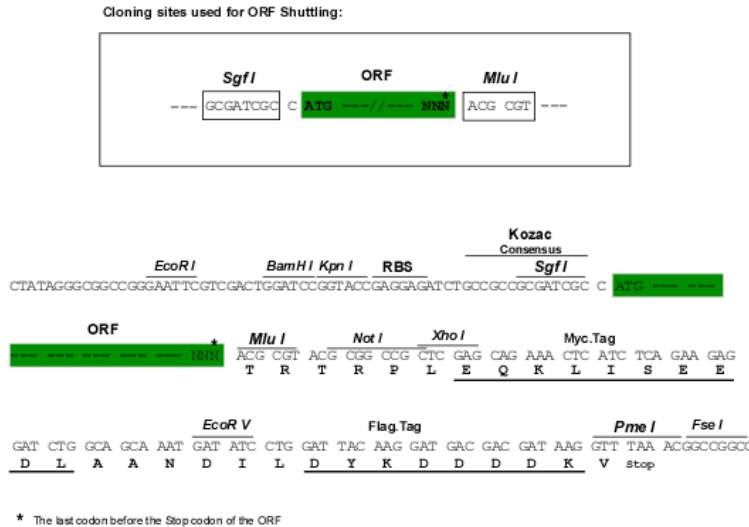 Cloning sites used for ORF Shuttling:
Sgf I ORF Mlu I
--- GCGATCGC C ATG ---//--- NNN* ACG CGT ---
Kozac
Consensus
EcoR I BamH I Kpn I RBS Sgf I
CTATAGGGCGGCCGGGAATTCGTCGACTGGATCCGGTACCGAGGAGATCTGCCGCCGCGATCGC C ATG --- ---
ORF Mlu I Not I Xho I Myc.Tag
--- --- --- --- --- NNN* ACG CGT ACG CGG CCG CTC GAG CAG AAA CTC ATC TCA GAA GAG
T R T R P L E Q K L I S E E
EcoR V Flag.Tag Pme I Fse I
GAT CTG GCA GCA AAT GAT ATC CTG GAT TAC AAG GAT GAC GAC GAT AAG GTT TAA ACGGCCGGCC
D L A A N D I L D Y K D D D D K V Stop
* The last codon before the Stop codon of the ORF